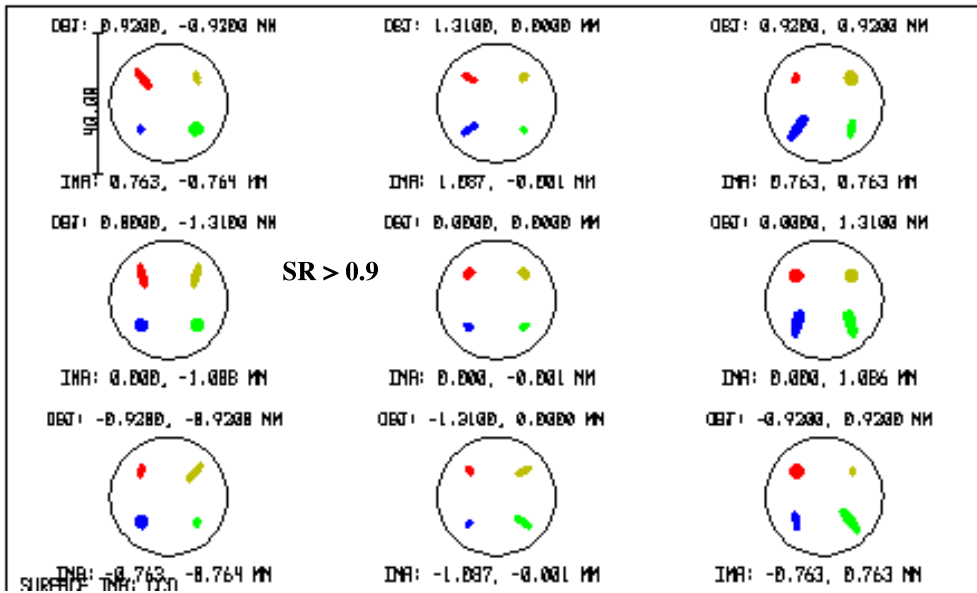 OBJ: 0.9200, -0.9200 MM
OBJ: 1.3100, 0.0000 MM
OBJ: 0.9200, 0.9200 MM
40.00
IMA: 0.763, -0.764 MM
IMA: 1.087, -0.001 MM
IMA: 0.763, 0.763 MM
OBJ: 0.0000, -1.3100 MM
OBJ: 0.0000, 0.0000 MM
OBJ: 0.0000, 1.3100 MM
SR > 0.9
IMA: 0.000, -1.088 MM
IMA: 0.000, -0.001 MM
IMA: 0.000, 1.086 MM
OBJ: -0.9200, -0.9200 MM
OBJ: -1.3100, 0.0000 MM
OBJ: -0.9200, 0.9200 MM
IMA: -0.763, -0.764 MM
IMA: -1.087, -0.001 MM
IMA: -0.763, 0.763 MM
SURFACE IMA: CCD